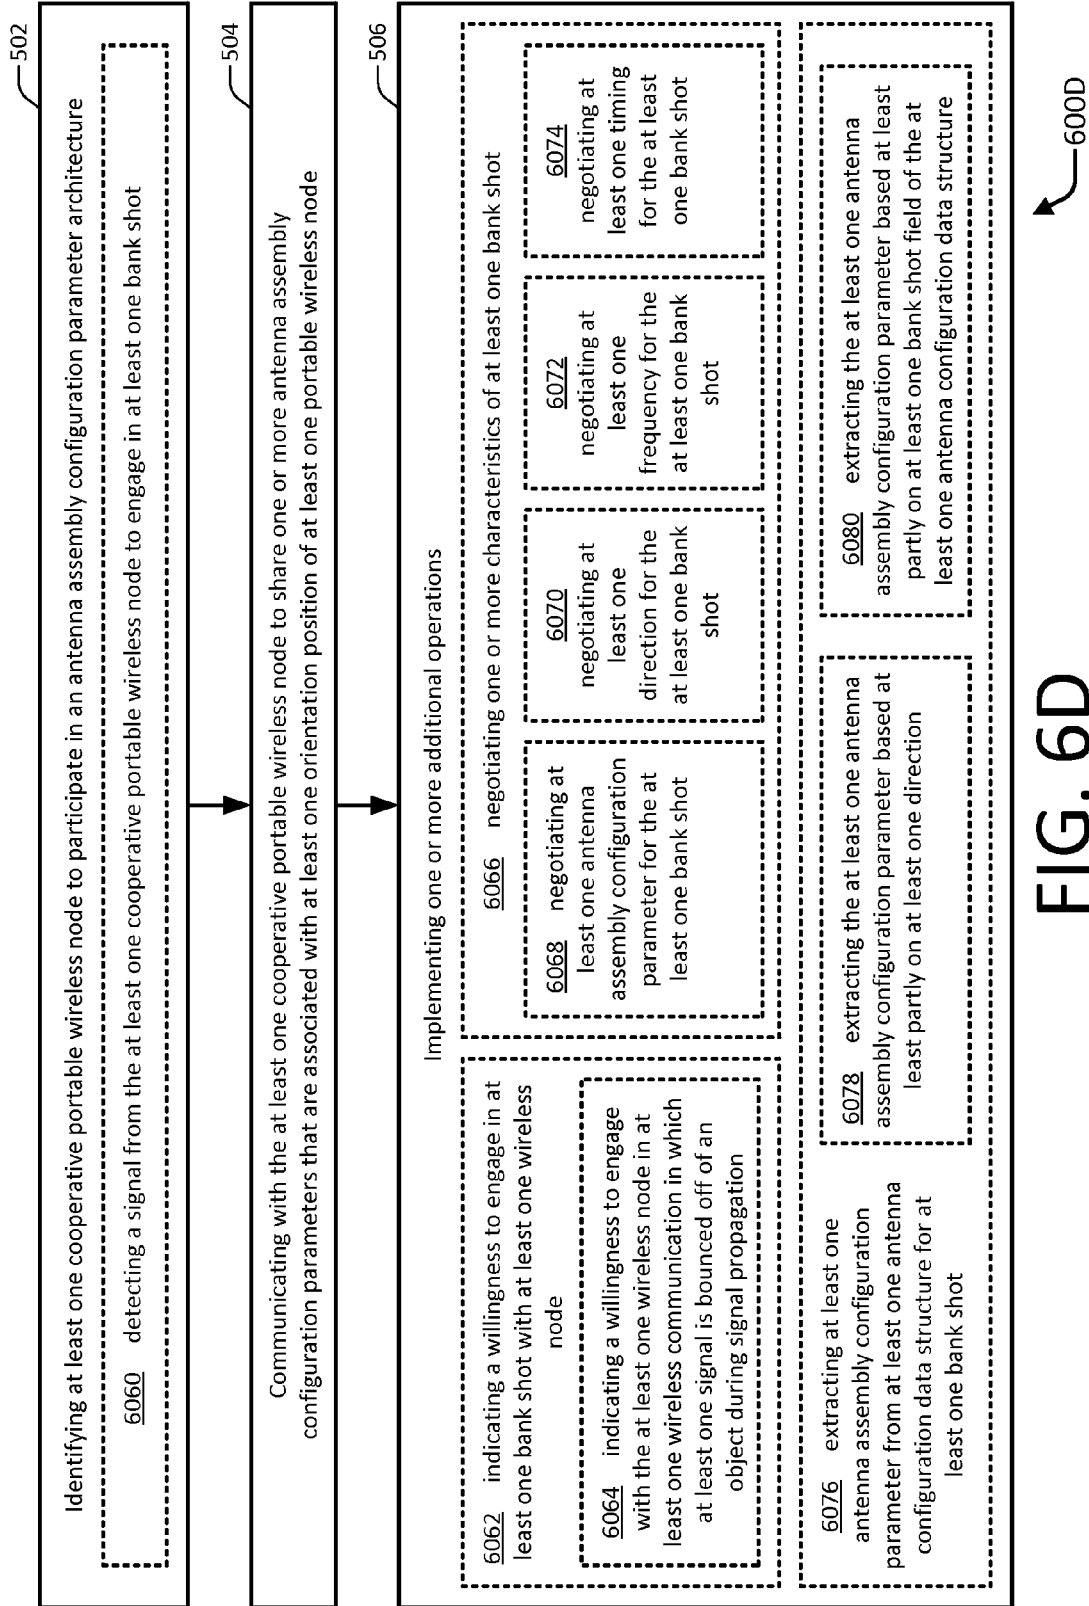 502
Identifying at least one cooperative portable wireless node to participate in an antenna assembly configuration parameter architecture
6060 detecting a signal from the at least one cooperative portable wireless node to engage in at least one bank shot
504
Communicating with the at least one cooperative portable wireless node to share one or more antenna assembly
configuration parameters that are associated with at least one orientation position of at least one portable wireless node
506
Implementing one or more additional operations
6062 indicating a willingness to engage in at
least one bank shot with at least one wireless
node
6064 indicating a willingness to engage
with the at least one wireless node in at
least one wireless communication in which
at least one signal is bounced off of an
object during signal propagation
6066 negotiating one or more characteristics of at least one bank shot
6068 negotiating at
least one antenna
assembly configuration
parameter for the at
least one bank shot
6070
negotiating at
least one
direction for the
at least one bank
shot
6072
negotiating at
least one
frequency for the
at least one bank
shot
6074
negotiating at
least one timing
for the at least
one bank shot
6076 extracting at least one
antenna assembly configuration
parameter from at least one antenna
configuration data structure for at
least one bank shot
6078 extracting the at least one antenna
assembly configuration parameter based at
least partly on at least one direction
6080 extracting the at least one antenna
assembly configuration parameter based at least
partly on at least one bank shot field of the at
least one antenna configuration data structure
600D
FIG. 6D